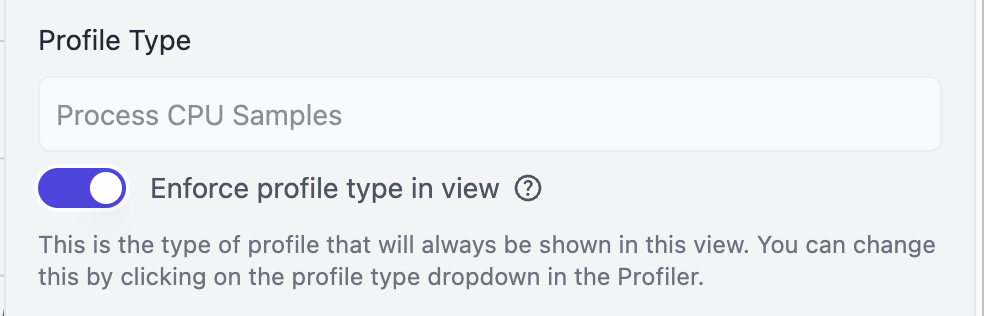 Profile Type
Process CPU Samples
Enforce profile type in view ?
This is the type of profile that will always be shown in this view. You can change
this by clicking on the profile type dropdown in the Profiler.